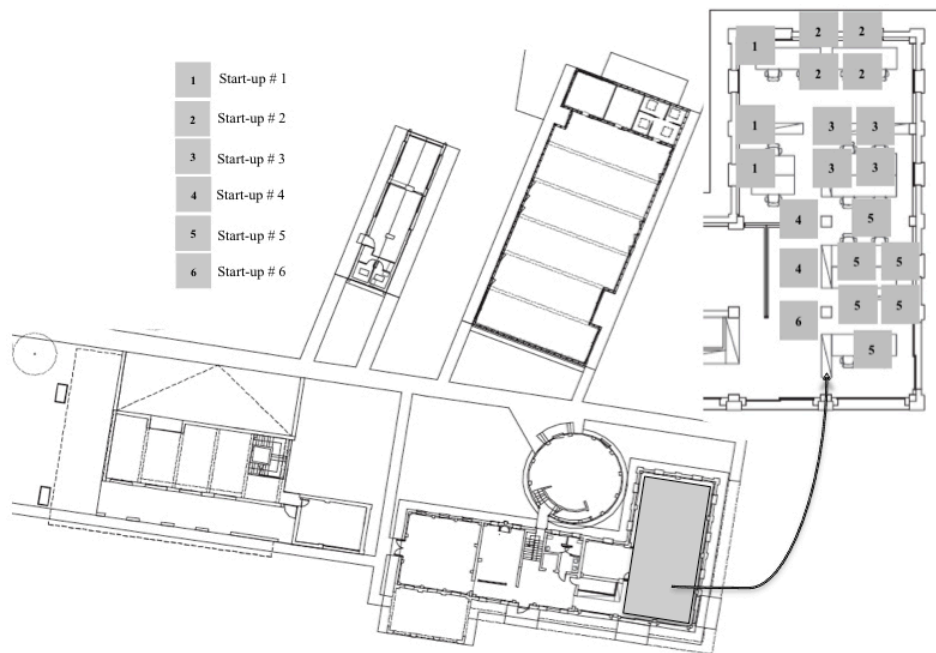 1 Start-up # 1
2 Start-up # 2
3 Start-up # 3
4 Start-up # 4
5 Start-up # 5
6 Start-up # 6
1 2 2
2 2
1 3 3
1 3 3
4 5
4 5 5
5 5
6
5